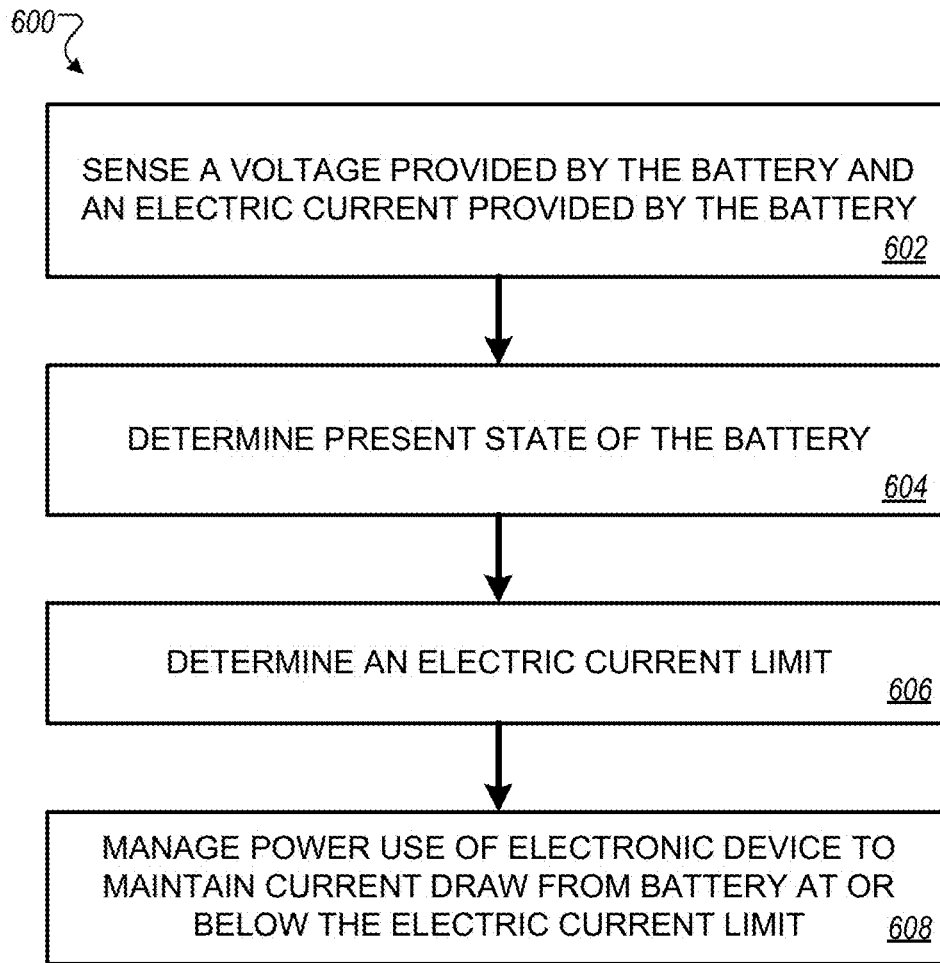 600
SENSE A VOLTAGE PROVIDED BY THE BATTERY AND
AN ELECTRIC CURRENT PROVIDED BY THE BATTERY
602
DETERMINE PRESENT STATE OF THE BATTERY
604
DETERMINE AN ELECTRIC CURRENT LIMIT
606
MANAGE POWER USE OF ELECTRONIC DEVICE TO
MAINTAIN CURRENT DRAW FROM BATTERY AT OR
BELOW THE ELECTRIC CURRENT LIMIT
608